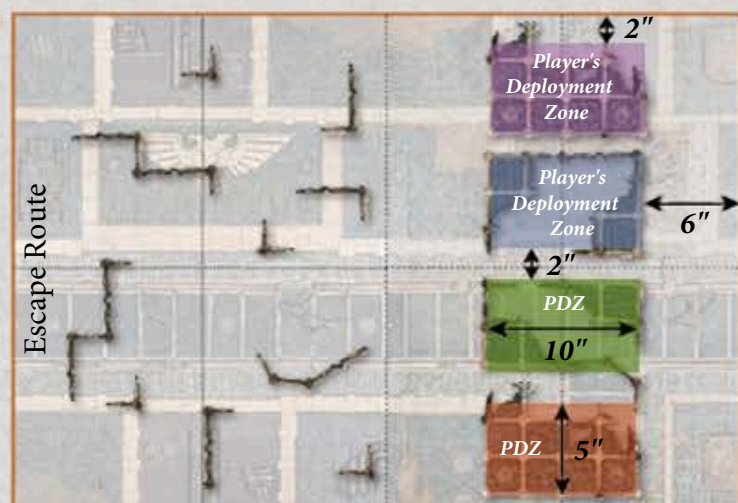 2"
Player's
Deployment
Zone
Player's
Deployment
Zone
6"
Escape Route
2"
PDZ
10"
PDZ
5"